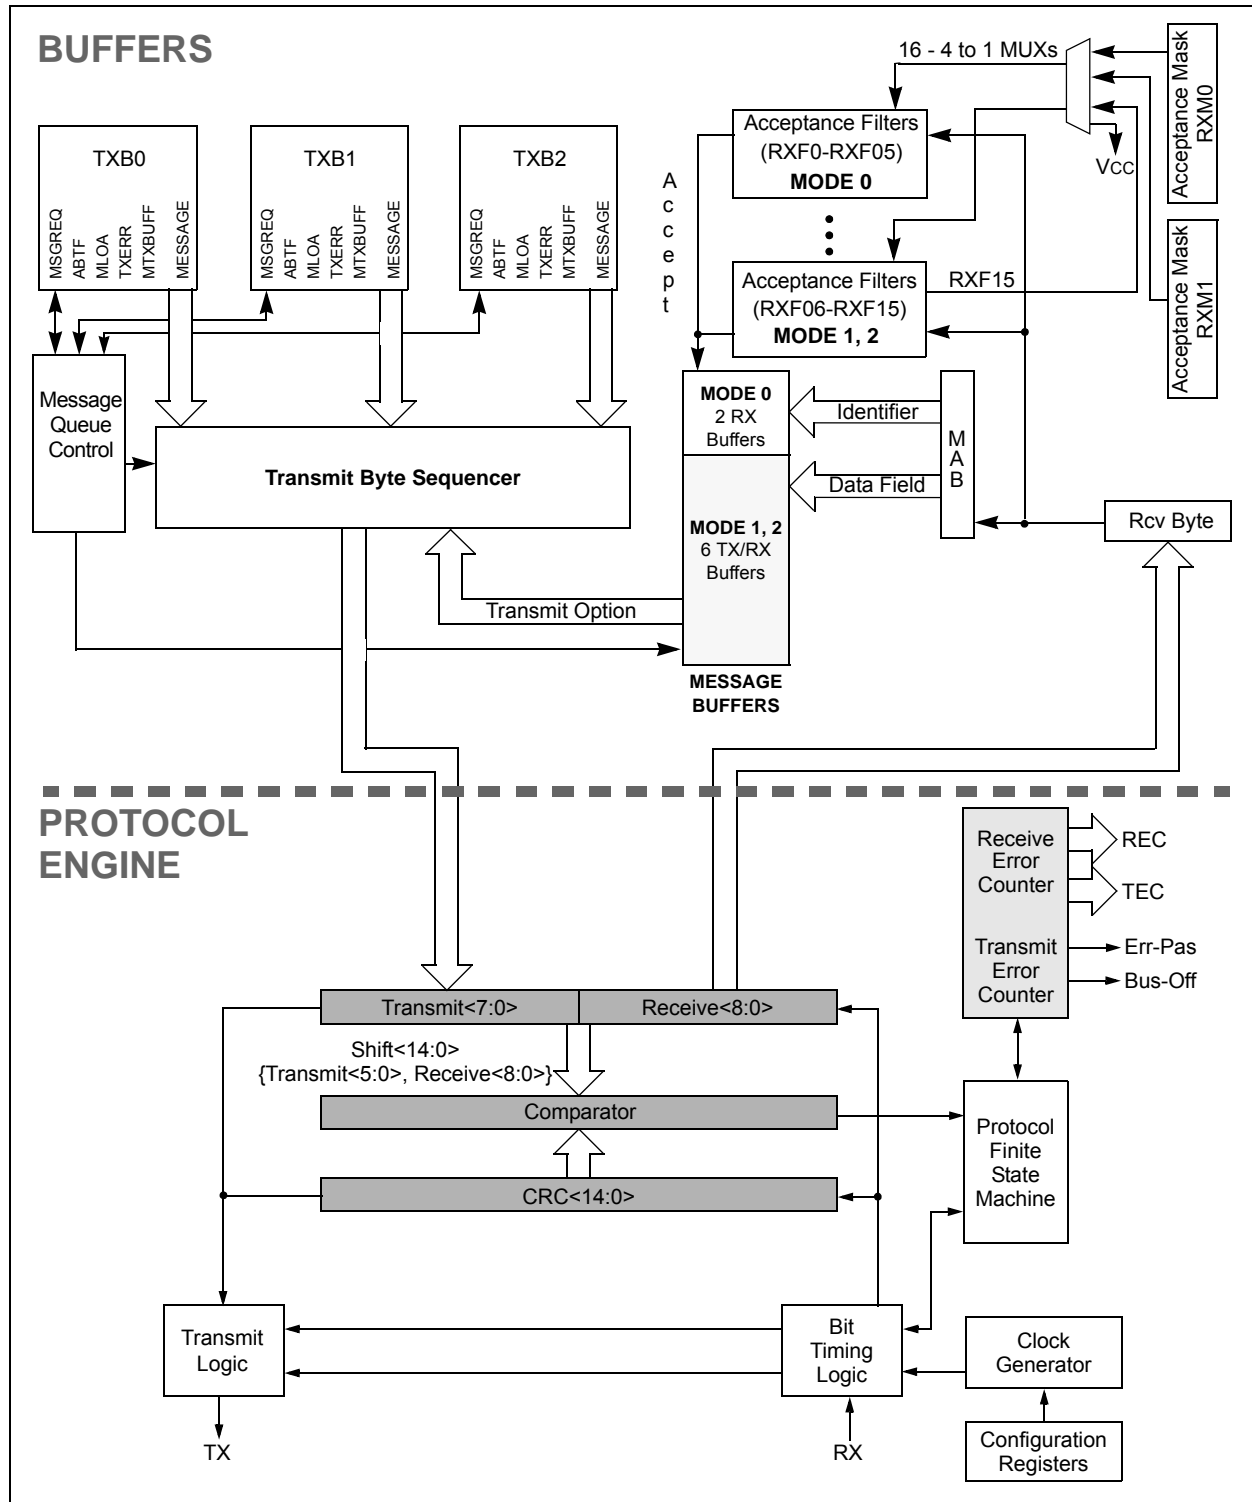 BUFFERS
16 - 4 to 1 MUXs
Acceptance Mask
RXM0
VCC
Acceptance Filters
(RXF0-RXF05)
MODE 0
Accept
TXB0
MSGREQ
ABTF
MLOA
TXERR
MTXBUFF
MESSAGE
TXB1
MSGREQ
ABTF
MLOA
TXERR
MTXBUFF
MESSAGE
TXB2
MSGREQ
ABTF
MLOA
TXERR
MTXBUFF
MESSAGE
Acceptance Filters
(RXF06-RXF15)
MODE 1, 2
RXF15
Acceptance Mask
RXM1
Message
Queue
Control
Transmit Byte Sequencer
MODE 0
2 RX
Buffers
Identifier
MAB
Data Field
Rcv Byte
MODE 1, 2
6 TX/RX
Buffers
Transmit Option
MESSAGE
BUFFERS
PROTOCOL
ENGINE
Receive
Error
Counter
REC
TEC
Transmit
Error
Counter
Err-Pas
Bus-Off
Transmit<7:0>
Receive<8:0>
Shift<14:0>
{Transmit<5:0>, Receive<8:0>}
Comparator
CRC<14:0>
Protocol
Finite
State
Machine
Transmit
Logic
Bit
Timing
Logic
Clock
Generator
TX
RX
Configuration
Registers